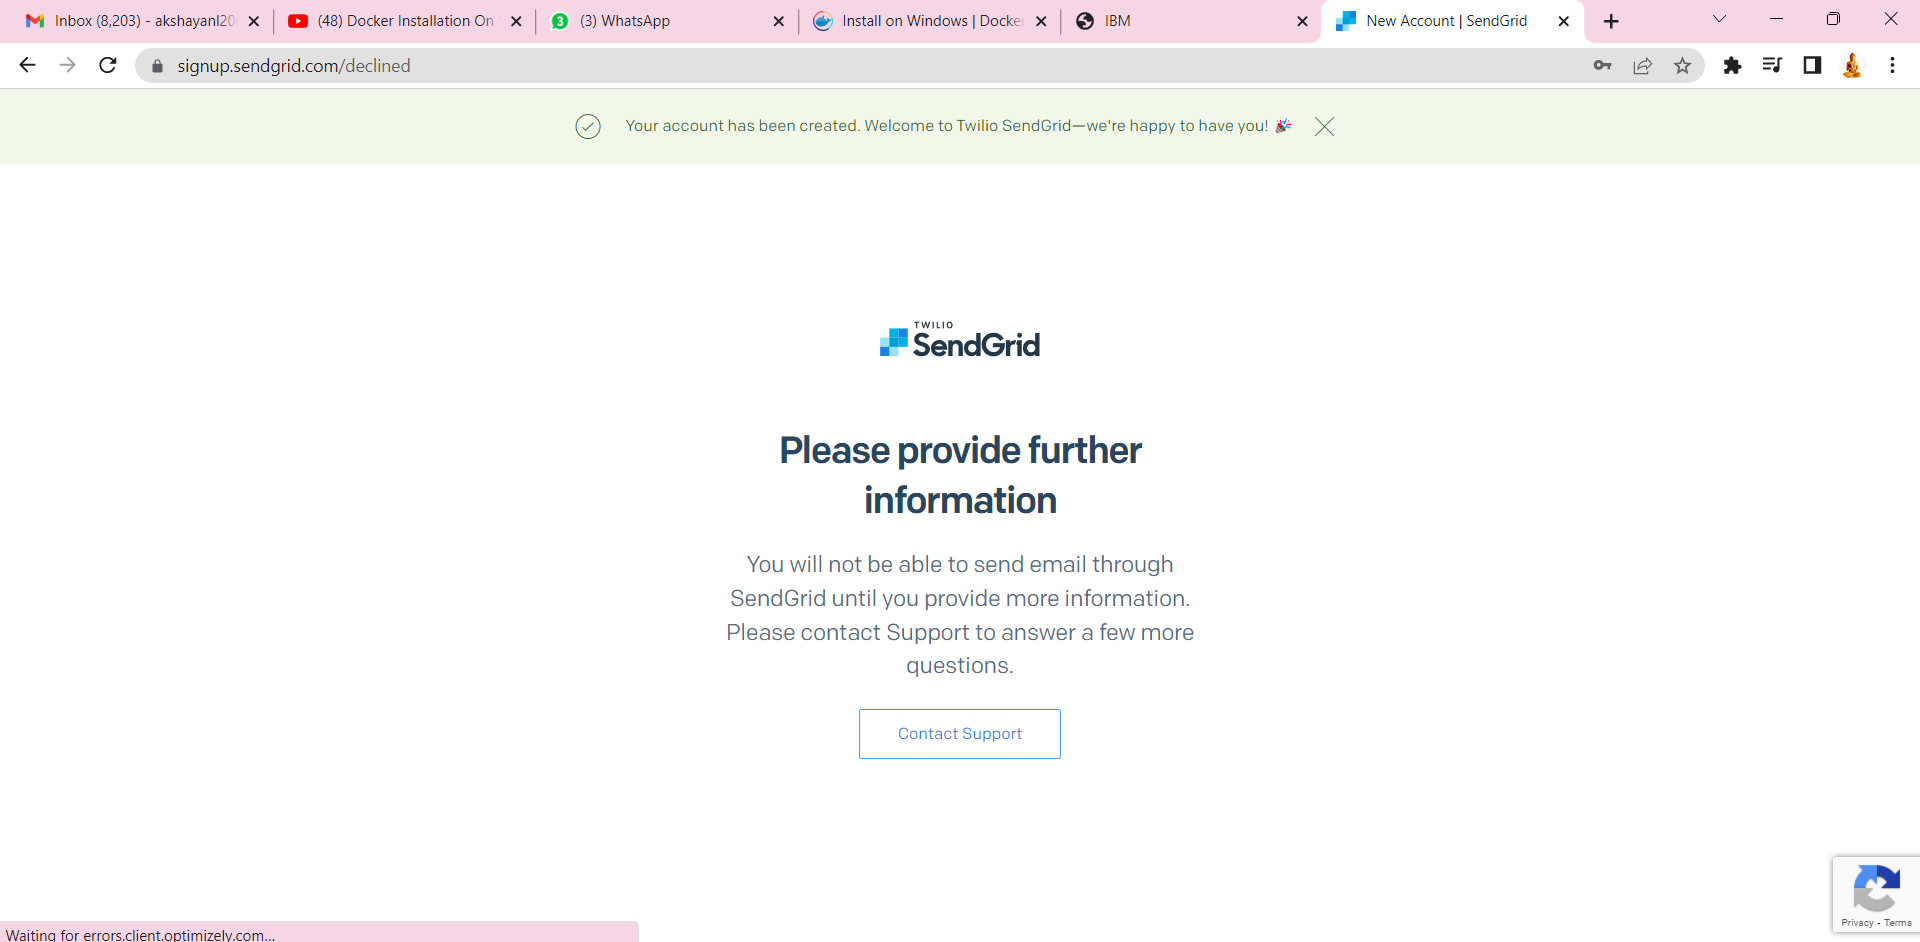 Inbox (8,203) - akshayanl20
(48) Docker Installation On
3 (3) WhatsApp
Install on Windows | Docker
IBM
New Account | SendGrid
signup.sendgrid.com/declined
Your account has been created. Welcome to Twilio SendGrid—we're happy to have you! 🎉
TWILIO
SendGrid
Please provide further
information
You will not be able to send email through
SendGrid until you provide more information.
Please contact Support to answer a few more
questions.
Contact Support
Privacy - Terms
Waiting for errors.client.optimizely.com...